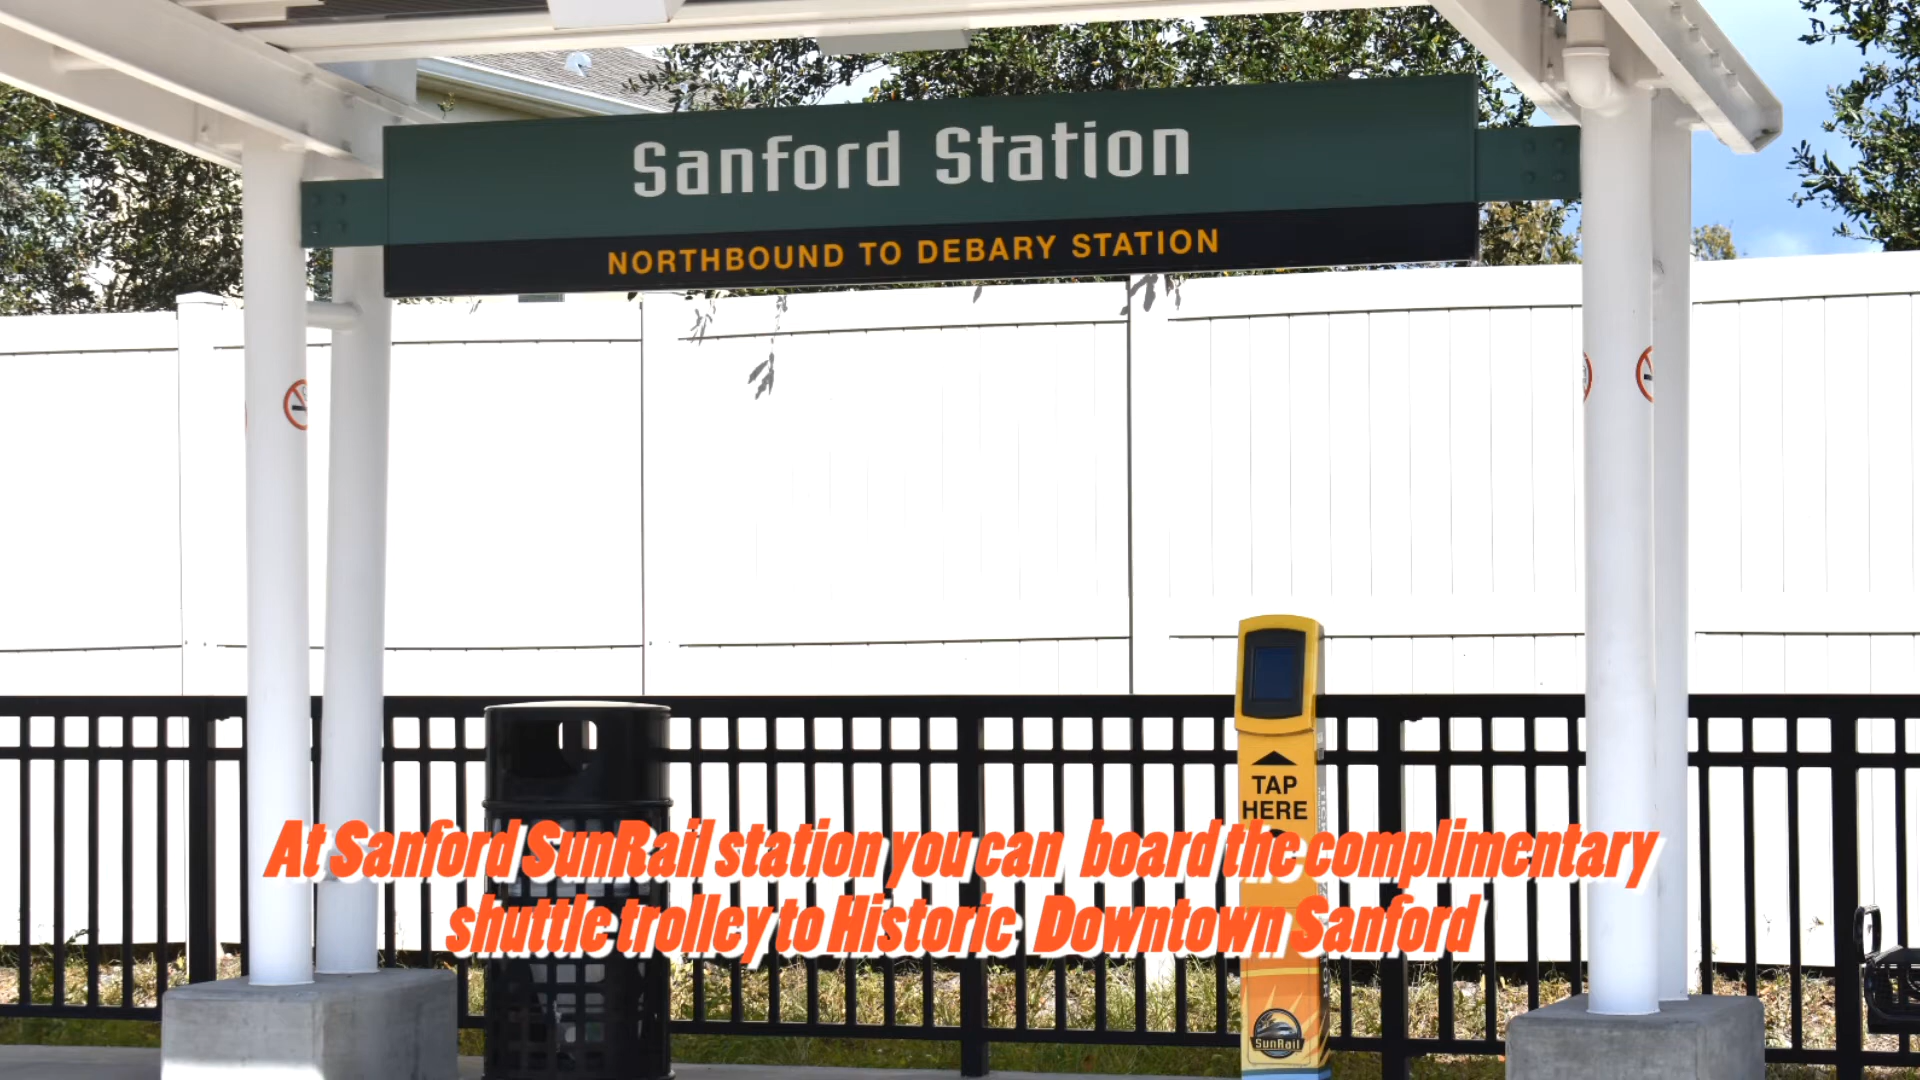 Sanford Station
NORTHBOUND TO DEBARY STATION
TAP
HERE
At Sanford SunRail station you can board the complimentary
shuttle trolley to Historic Downtown Sanford
SunRail